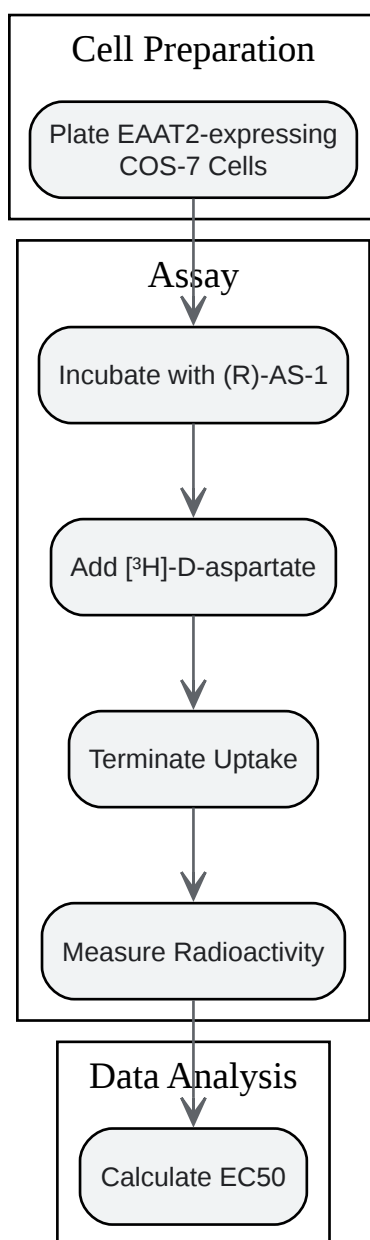 Cell Preparation
Plate EAAT2-expressing
COS-7 Cells
Assay
Incubate with (R)-AS-1
Add [³H]-D-aspartate
Terminate Uptake
Measure Radioactivity
Data Analysis
Calculate EC50